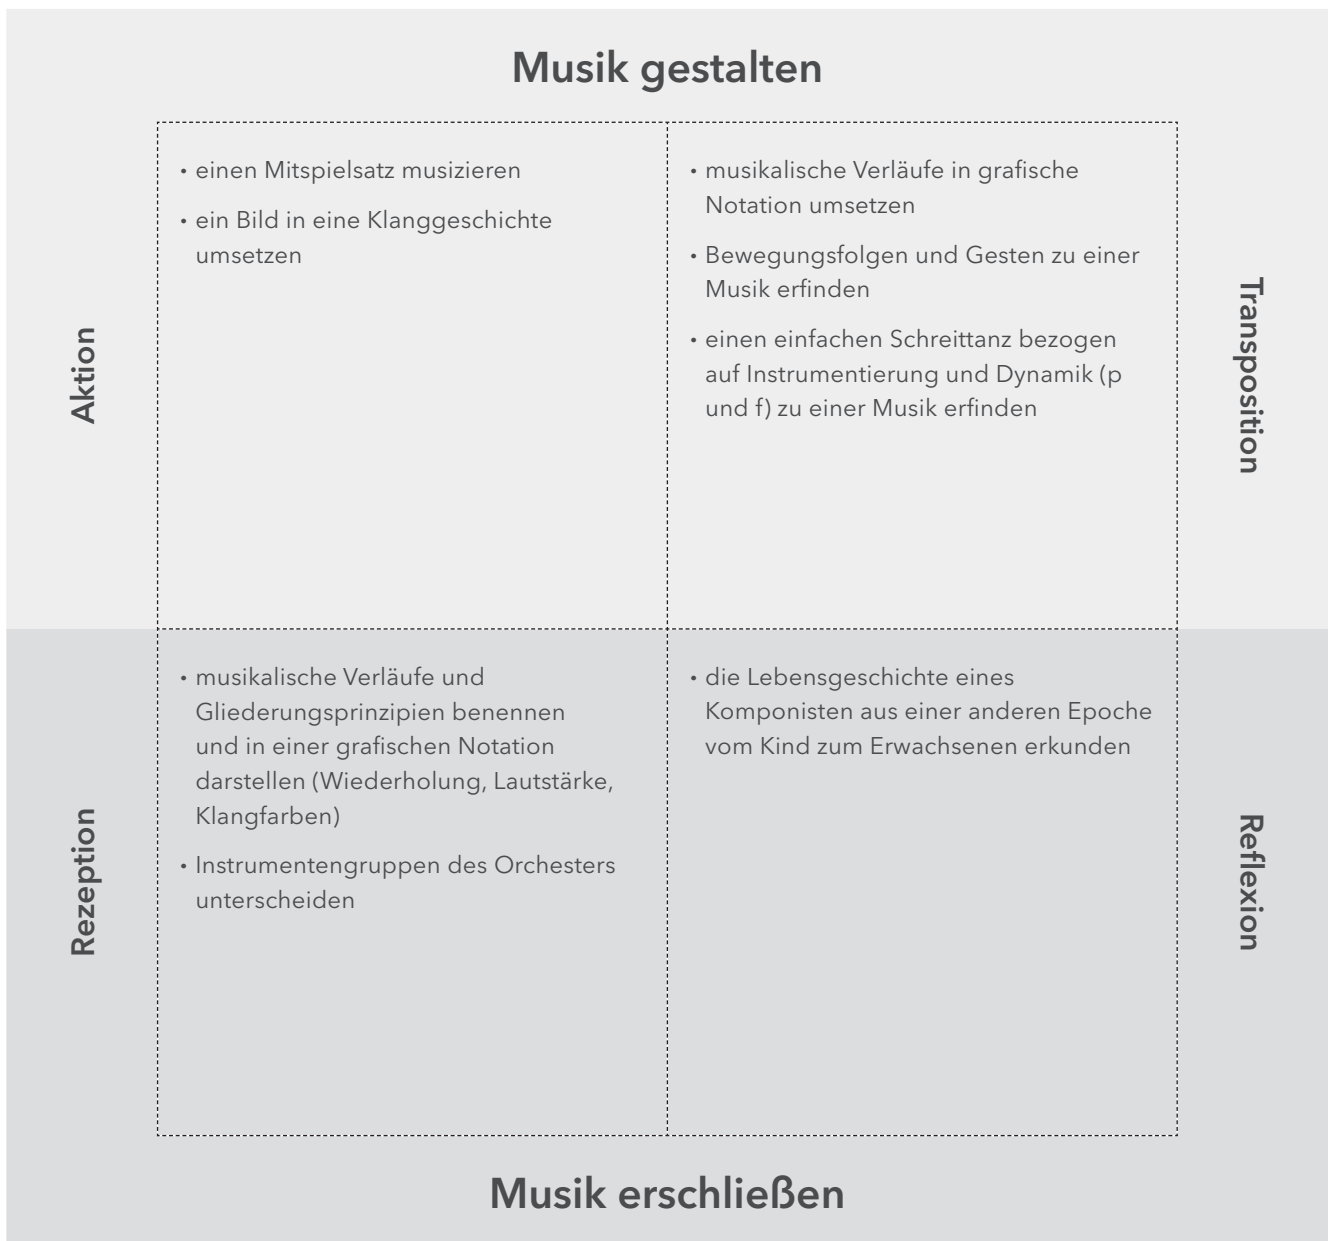 Musik gestalten
Aktion
• einen Mitspielsatz musizieren
• ein Bild in eine Klanggeschichte
umsetzen
• musikalische Verläufe in grafische
Notation umsetzen
• Bewegungsfolgen und Gesten zu einer
Musik erfinden
• einen einfachen Schreittanz bezogen
auf Instrumentierung und Dynamik (p
und f) zu einer Musik erfinden
Transposition
Rezeption
• musikalische Verläufe und
Gliederungsprinzipien benennen
und in einer grafischen Notation
darstellen (Wiederholung, Lautstärke,
Klangfarben)
• Instrumentengruppen des Orchesters
unterscheiden
• die Lebensgeschichte eines
Komponisten aus einer anderen Epoche
vom Kind zum Erwachsenen erkunden
Reflexion
Musik erschließen